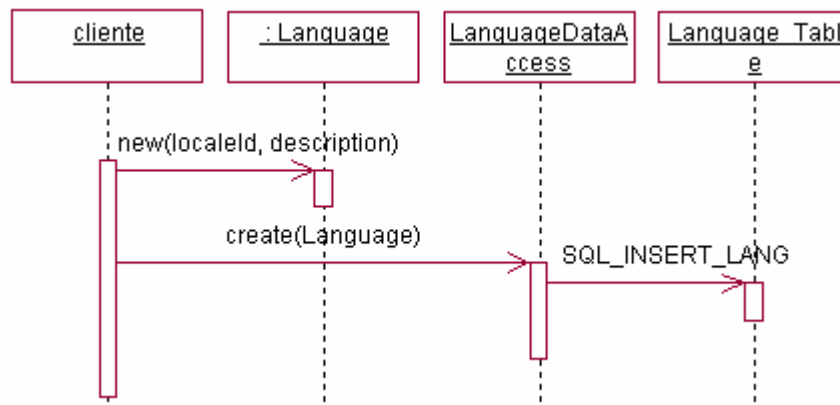 cliente
: Language
LanguageDataA
ccess
Language_Tabl
e
new(localeId, description)
create(Language)
SQL_INSERT_LANG